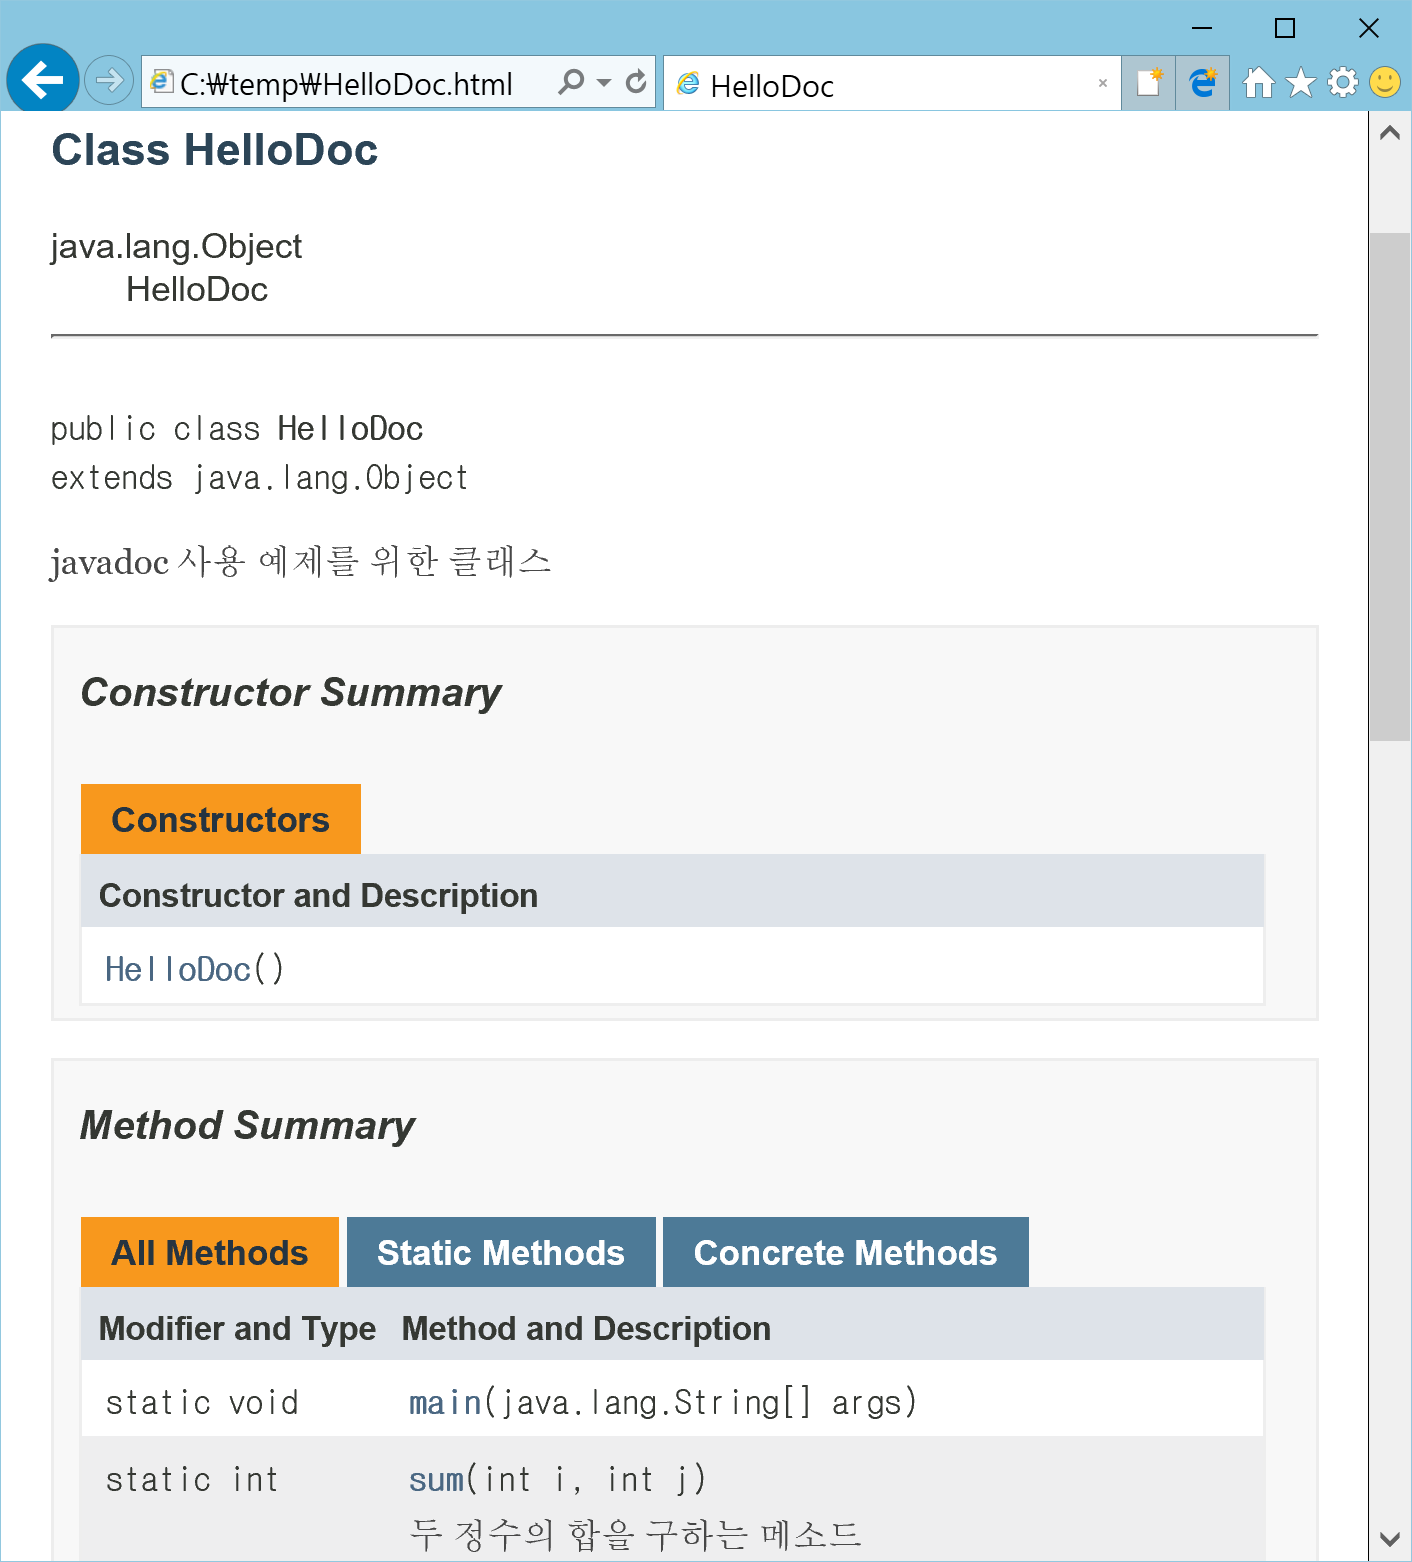 C:₩temp₩HelloDoc.html
HelloDoc
Class HelloDoc
java.lang.Object
HelloDoc
public class HelloDoc
extends java.lang.Object
javadoc 사용 예제를 위한 클래스
Constructor Summary
Constructors
Constructor and Description
HelloDoc()
Method Summary
All Methods Static Methods Concrete Methods
Modifier and Type Method and Description
static void main(java.lang.String[] args)
static int sum(int i, int j)
두 정수의 합을 구하는 메소드